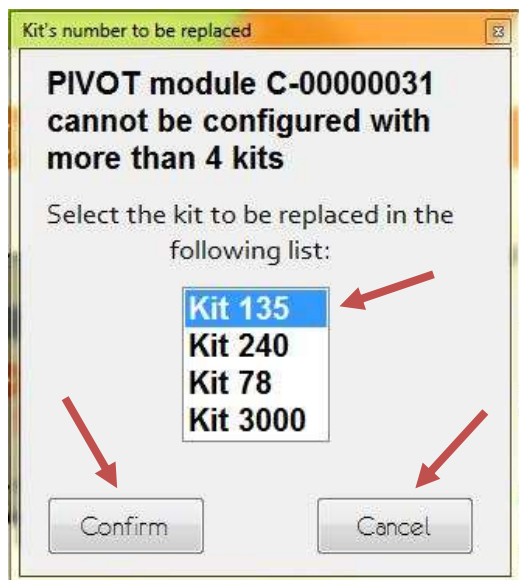 Kit's number to be replaced
PIVOT module C-00000031
cannot be configured with
more than 4 kits
Select the kit to be replaced in the
following list:
Kit 135
Kit 240
Kit 78
Kit 3000
Confirm
Cancel